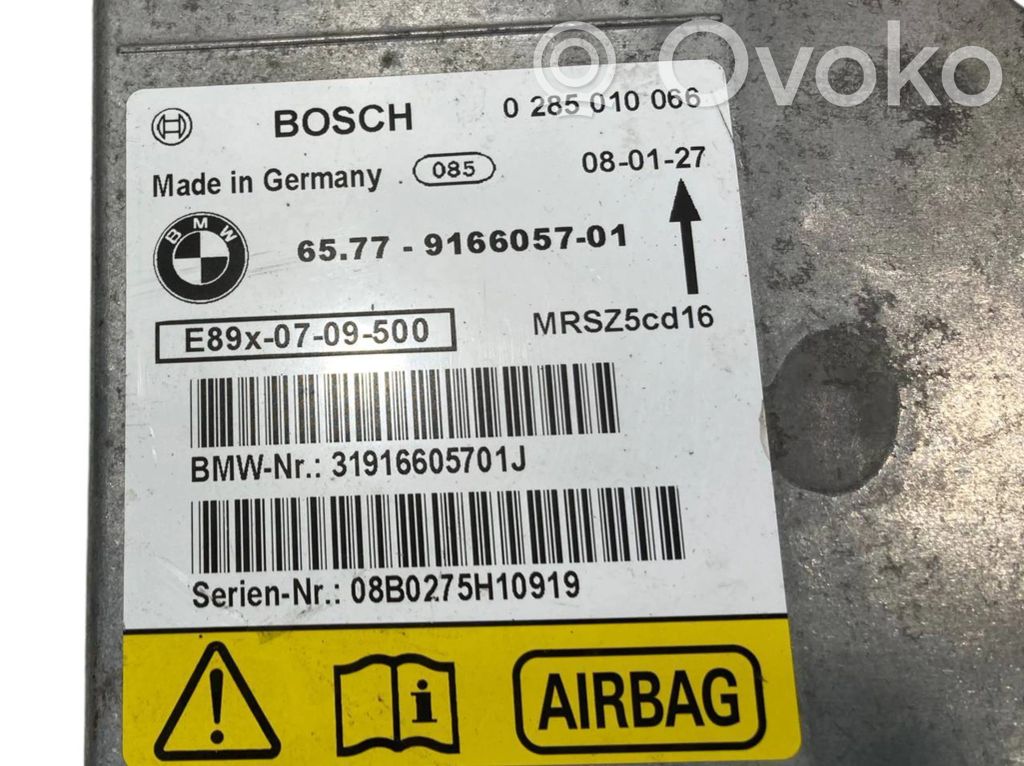 Ovoko
BOSCH 0 285 010 066
Made in Germany . 085 08-01-27
BMW
65.77 - 9166057-01
E89x-07-09-500 MRSZ5cd16
BMW-Nr.: 31916605701J
Serien-Nr.: 08B0275H10919
! i AIRBAG